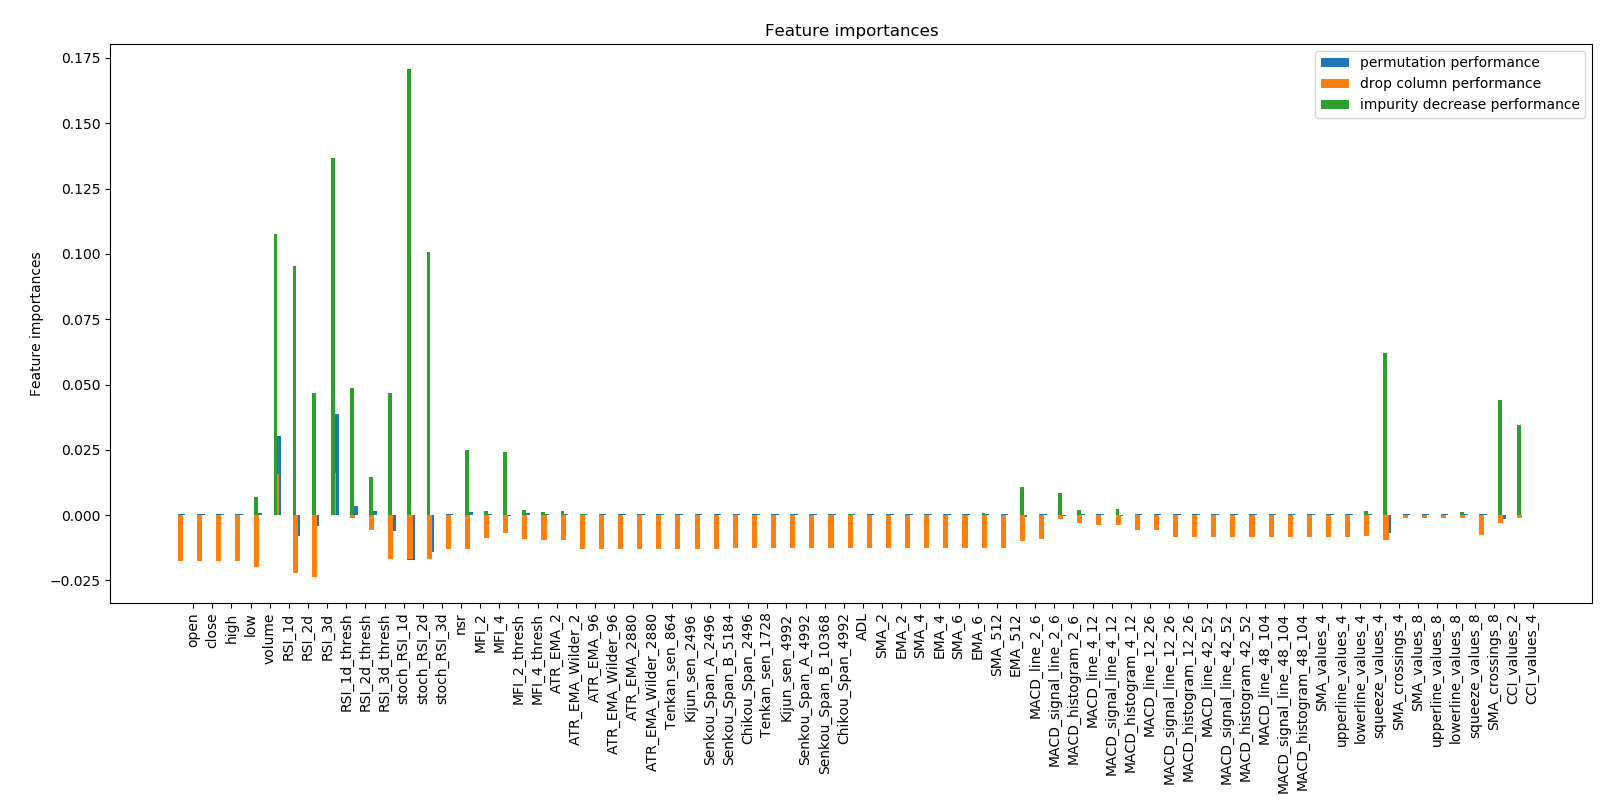 Feature importances
permutation performance
drop column performance
impurity decrease performance
Feature importances
0.175
0.150
0.125
0.100
0.075
0.050
0.025
0.000
−0.025
open
close
high
low
volume
RSI_1d
RSI_2d
RSI_3d
RSI_1d_thresh
RSI_2d_thresh
RSI_3d_thresh
stoch_RSI_1d
stoch_RSI_2d
stoch_RSI_3d
nsr
MFI_2
MFI_4
MFI_2_thresh
MFI_4_thresh
ATR_EMA_2
ATR_EMA_Wilder_2
ATR_EMA_96
ATR_EMA_Wilder_96
ATR_EMA_2880
ATR_EMA_Wilder_2880
Tenkan_sen_864
Kijun_sen_2496
Senkou_Span_A_2496
Senkou_Span_B_5184
Chikou_Span_2496
Tenkan_sen_1728
Kijun_sen_4992
Senkou_Span_A_4992
Senkou_Span_B_10368
Chikou_Span_4992
ADL
SMA_2
EMA_2
SMA_4
EMA_4
SMA_6
EMA_6
SMA_512
EMA_512
MACD_line_2_6
MACD_signal_line_2_6
MACD_histogram_2_6
MACD_line_4_12
MACD_signal_line_4_12
MACD_histogram_4_12
MACD_line_12_26
MACD_signal_line_12_26
MACD_histogram_12_26
MACD_line_42_52
MACD_signal_line_42_52
MACD_histogram_42_52
MACD_line_48_104
MACD_signal_line_48_104
MACD_histogram_48_104
SMA_values_4
upperline_values_4
lowerline_values_4
squeeze_values_4
SMA_crossings_4
SMA_values_8
upperline_values_8
lowerline_values_8
squeeze_values_8
SMA_crossings_8
CCI_values_2
CCI_values_4